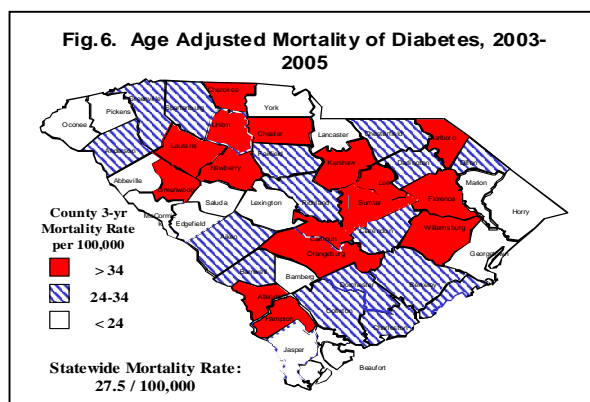 Fig.6. Age Adjusted Mortality of Diabetes, 2003-
2005
Cherokee
York
Greenville
Spartanburg
Pickens
Oconee
Union
Chester
Lancaster
Chesterfield
Marlboro
Anderson
Laurens
Fairfield
Kershaw
Darlington
Dillon
Abbeville
Newberry
Lee
Marion
Greenwood
Florence
Saluda
Lexington
Richland
Sumter
Horry
McCormic
k
Edgefield
Calhoun
Clarendon
Williamsburg
Aiken
Orangeburg
Georgetown
Barnwell
Bamberg
Dorchester
Berkeley
Allendale
Colleton
Charleston
Hampton
Jasper
Beaufort
County 3-yr
Mortality Rate
per 100,000
> 34
24-34
< 24
Statewide Mortality Rate:
27.5 / 100,000